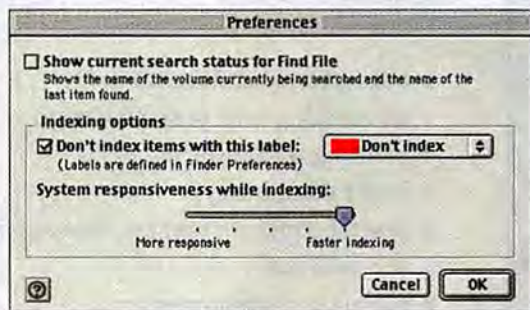 Preferences
Show current search status for Find File
Shows the name of the volume currently being searched and the name of the
last item found.
Indexing options
Don't index items with this label:
Don't index
(Labels are defined in Finder Preferences)
System responsiveness while indexing:
More responsive
Faster indexing
?
Cancel
OK